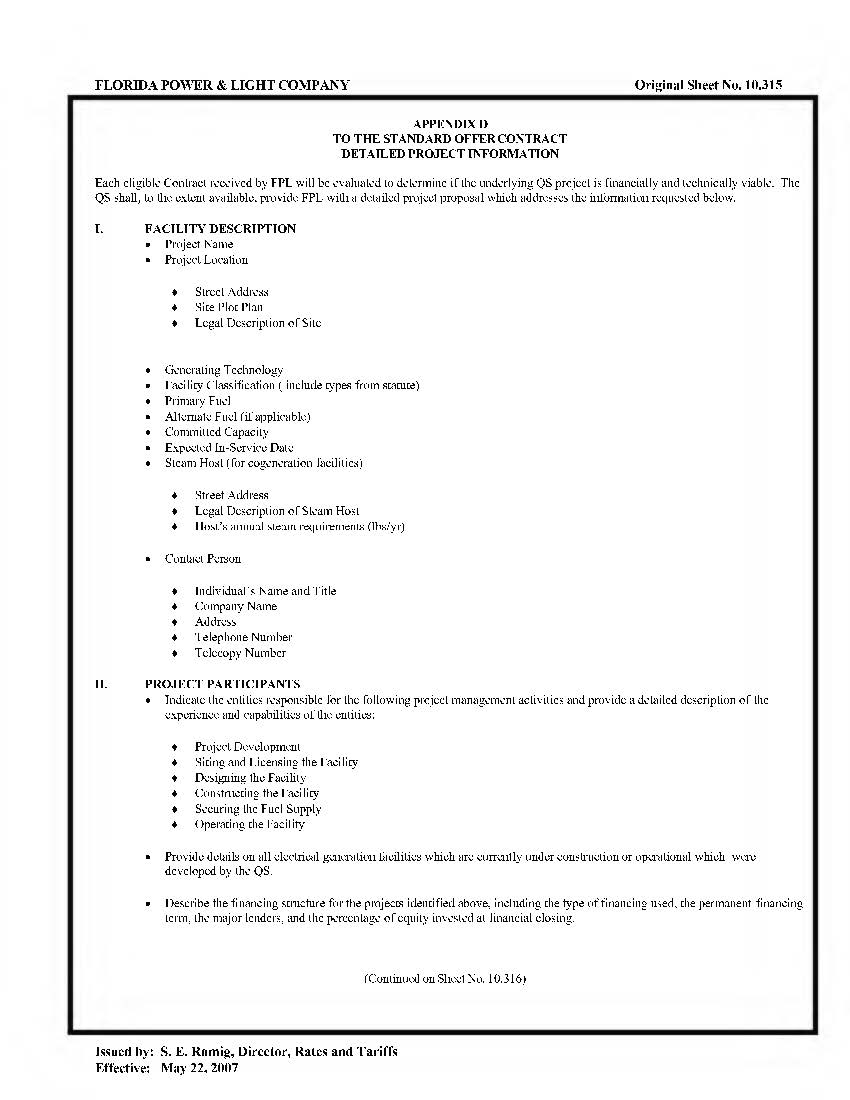 FLORIDA POWER & LIGHT COMPANY Original Sheet No. 10.315
APPENDIX D
TO THE STANDARD OFFER CONTRACT
DETAILED PROJECT INFORMATION
Each eligible Contract received by FPL will be evaluated to determine if the underlying QS project is financially and technically viable. The
QS shall, to the extent available, provide FPL with a detailed project proposal which addresses the information requested below.
I. FACILITY DESCRIPTION
• Project Name
• Project Location
♦ Street Address
♦ Site Plot Plan
♦ Legal Description of Site
• Generating Technology
• Facility Classification ( include types from statute)
• Primary Fuel
• Alternate Fuel (if applicable)
• Committed Capacity
• Expected In-Service Date
• Steam Host (for cogeneration facilities)
♦ Street Address
♦ Legal Description of Steam Host
♦ Host's annual steam requirements (lbs/yr)
• Contact Person
♦ Individual's Name and Title
♦ Company Name
♦ Address
♦ Telephone Number
♦ Telecopy Number
II. PROJECT PARTICIPANTS
• Indicate the entities responsible for the following project management activities and provide a detailed description of the
experience and capabilities of the entities:
♦ Project Development
♦ Siting and Licensing the Facility
♦ Designing the Facility
♦ Constructing the Facility
♦ Securing the Fuel Supply
♦ Operating the Facility
• Provide details on all electrical generation facilities which are currently under construction or operational which were
developed by the QS.
• Describe the financing structure for the projects identified above, including the type of financing used, the permanent financing
term, the major lenders, and the percentage of equity invested at financial closing.
(Continued on Sheet No. 10.316)
Issued by: S. E. Romig, Director, Rates and Tariffs
Effective: May 22, 2007